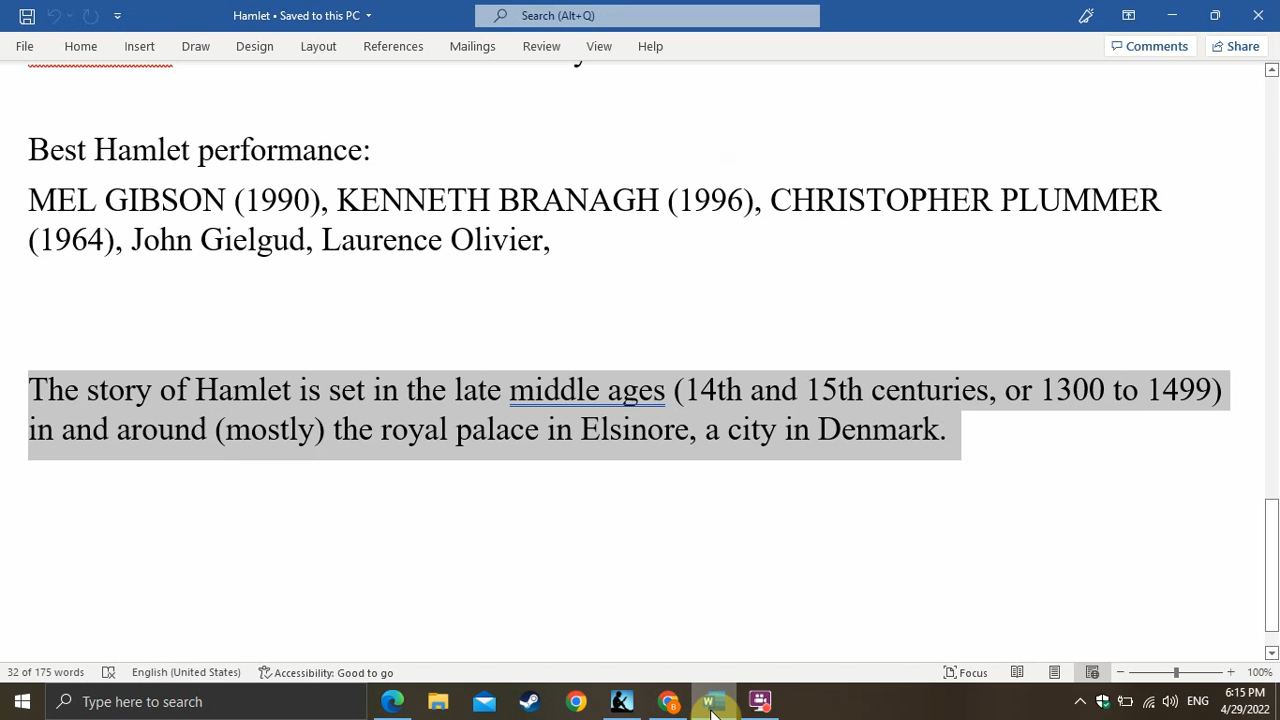 Hamlet • Saved to this PC
Search (Alt+Q)
File Home Insert Draw Design Layout References Mailings Review View Help Comments Share
Best Hamlet performance:
MEL GIBSON (1990), KENNETH BRANAGH (1996), CHRISTOPHER PLUMMER
(1964), John Gielgud, Laurence Olivier,
The story of Hamlet is set in the late middle ages (14th and 15th centuries, or 1300 to 1499)
in and around (mostly) the royal palace in Elsinore, a city in Denmark.
32 of 175 words English (United States) Accessibility: Good to go Focus 100%
Type here to search ENG 6:15 PM
4/29/2022